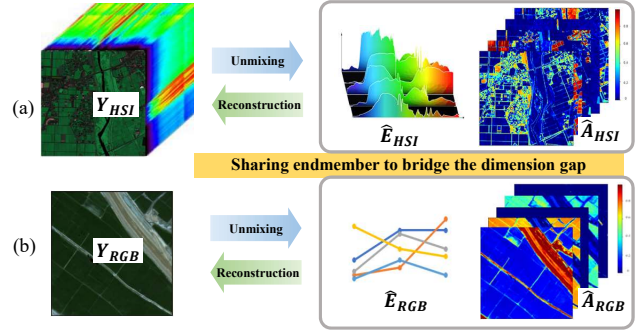 (a)
Y_HSI
Unmixing
Reconstruction
Ê_HSI
Â_HSI
Sharing endmember to bridge the dimension gap
(b)
Y_RGB
Unmixing
Reconstruction
Ê_RGB
Â_RGB